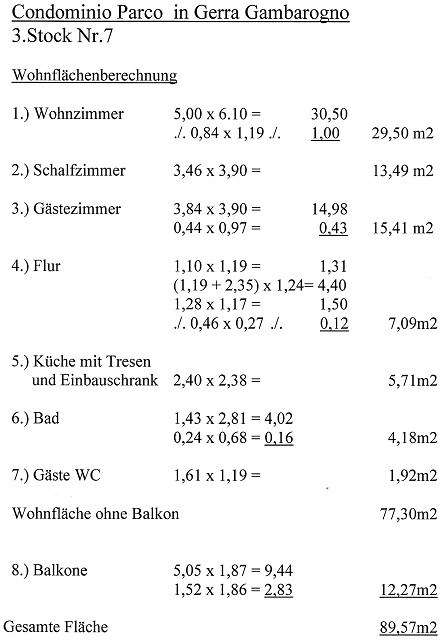 Condominio Parco in Gerra Gambarogno
3.Stock Nr.7
Wohnflächenberechnung
1.) Wohnzimmer 5,00 x 6.10 = 30,50
./. 0,84 x 1,19 ./. 1,00 29,50 m2
2.) Schalfzimmer 3,46 x 3,90 = 13,49 m2
3.) Gästezimmer 3,84 x 3,90 = 14,98
0,44 x 0,97 = 0,43 15,41 m2
4.) Flur 1,10 x 1,19 = 1,31
(1,19 + 2,35) x 1,24= 4,40
1,28 x 1,17 = 1,50
./. 0,46 x 0,27 ./. 0,12 7,09m2
5.) Küche mit Tresen
und Einbauschrank 2,40 x 2,38 = 5,71m2
6.) Bad 1,43 x 2,81 = 4,02
0,24 x 0,68 = 0,16 4,18m2
7.) Gäste WC 1,61 x 1,19 = 1,92m2
Wohnfläche ohne Balkon 77,30m2
8.) Balkone 5,05 x 1,87 = 9,44
1,52 x 1,86 = 2,83 12,27m2
Gesamte Fläche 89,57m2